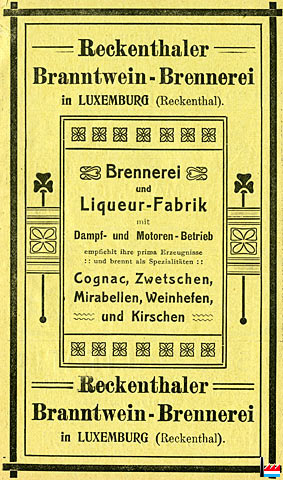 Reckenthaler
Branntwein-Brennerei
in LUXEMBURG (Reckenthal).
Brennerei
und
Liqueur-Fabrik
mit
Dampf- und Motoren-Betrieb
empfiehlt ihre prima Erzeugnisse
:: und brennt als Spezialitäten ::
Cognac, Zwetschen,
Mirabellen, Weinhefen,
und Kirschen
Reckenthaler
Branntwein-Brennerei
in LUXEMBURG (Reckenthal).